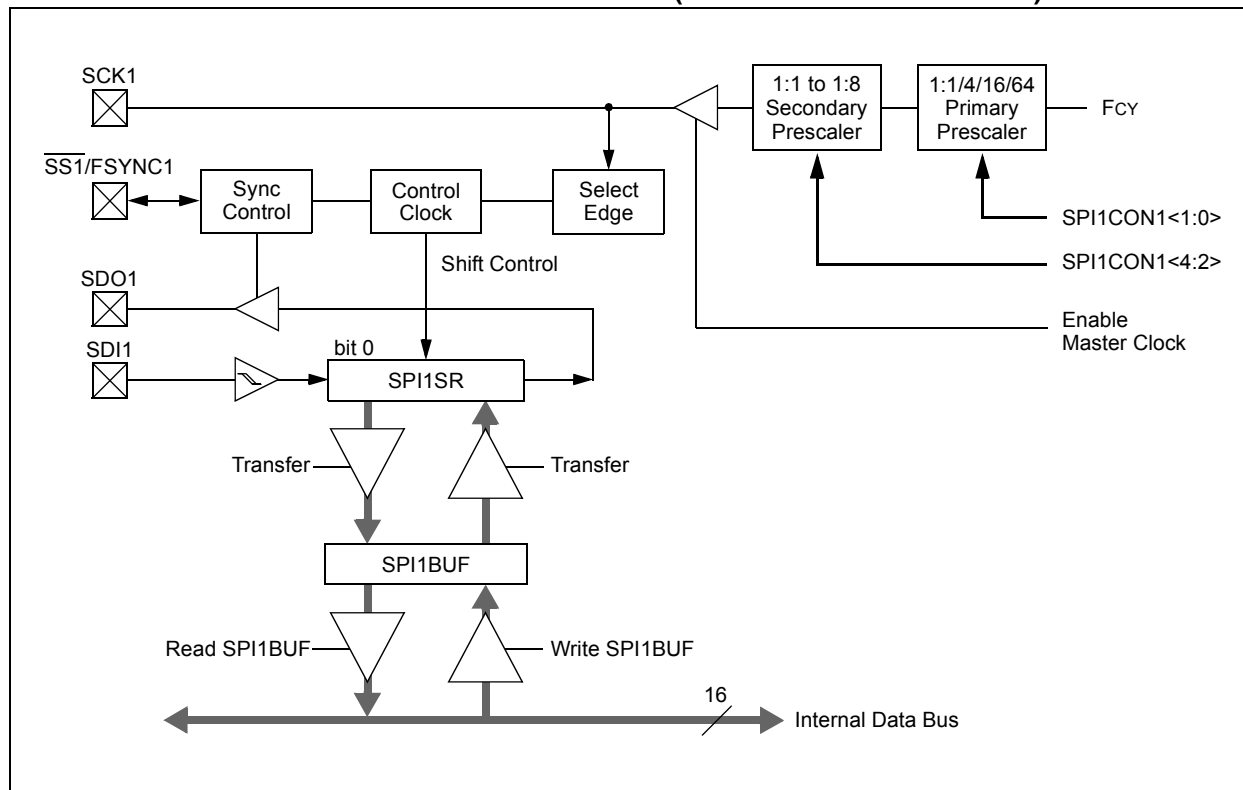 SCK1
1:1 to 1:8
Secondary
Prescaler
1:1/4/16/64
Primary
Prescaler
FCY
SS1/FSYNC1
Sync
Control
Control
Clock
Select
Edge
SPI1CON1<1:0>
Shift Control
SPI1CON1<4:2>
SDO1
Enable
Master Clock
SDI1
bit 0
SPI1SR
Transfer
Transfer
SPI1BUF
Read SPI1BUF
Write SPI1BUF
16
Internal Data Bus